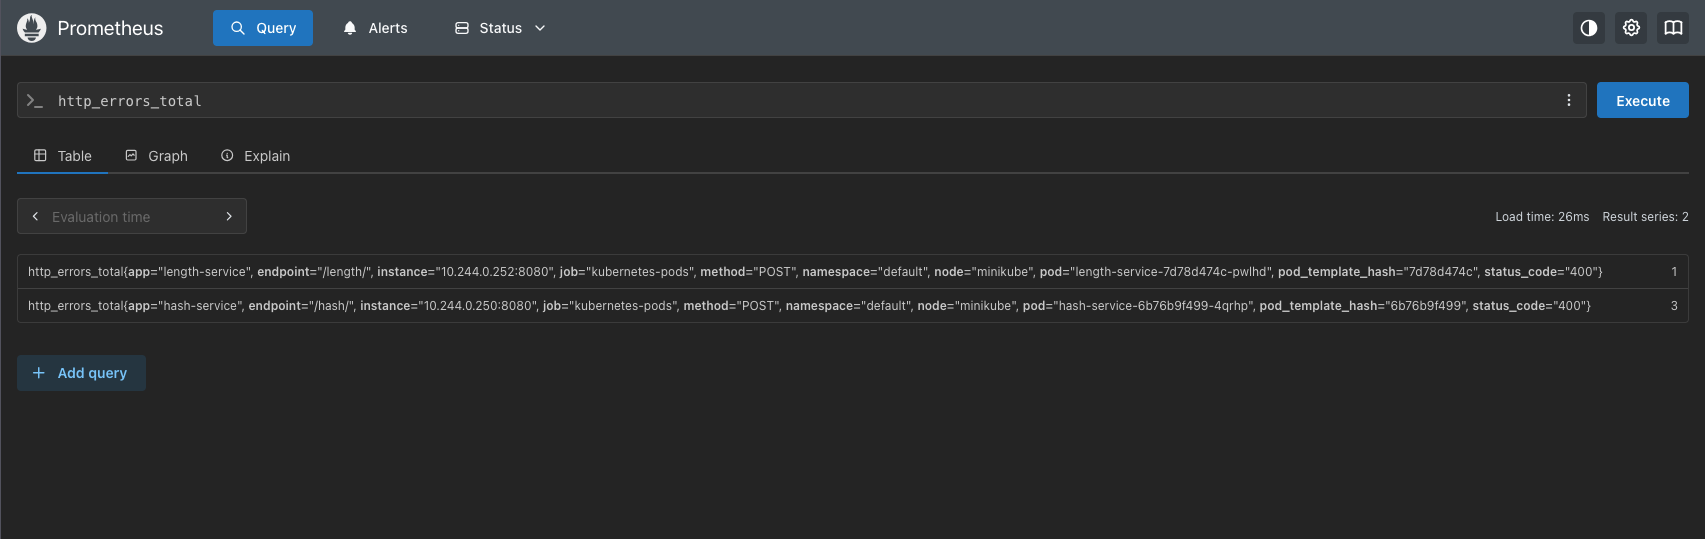 Prometheus Query Alerts Status
http_errors_total Execute
Table Graph Explain
Evaluation time Load time: 26ms Result series: 2
http_errors_total{app="length-service", endpoint="/length/", instance="10.244.0.252:8080", job="kubernetes-pods", method="POST", namespace="default", node="minikube", pod="length-service-7d78d474c-pwlhd", pod_template_hash="7d78d474c", status_code="400"} 1
http_errors_total{app="hash-service", endpoint="/hash/", instance="10.244.0.250:8080", job="kubernetes-pods", method="POST", namespace="default", node="minikube", pod="hash-service-6b76b9f499-4qrhp", pod_template_hash="6b76b9f499", status_code="400"} 3
Add query